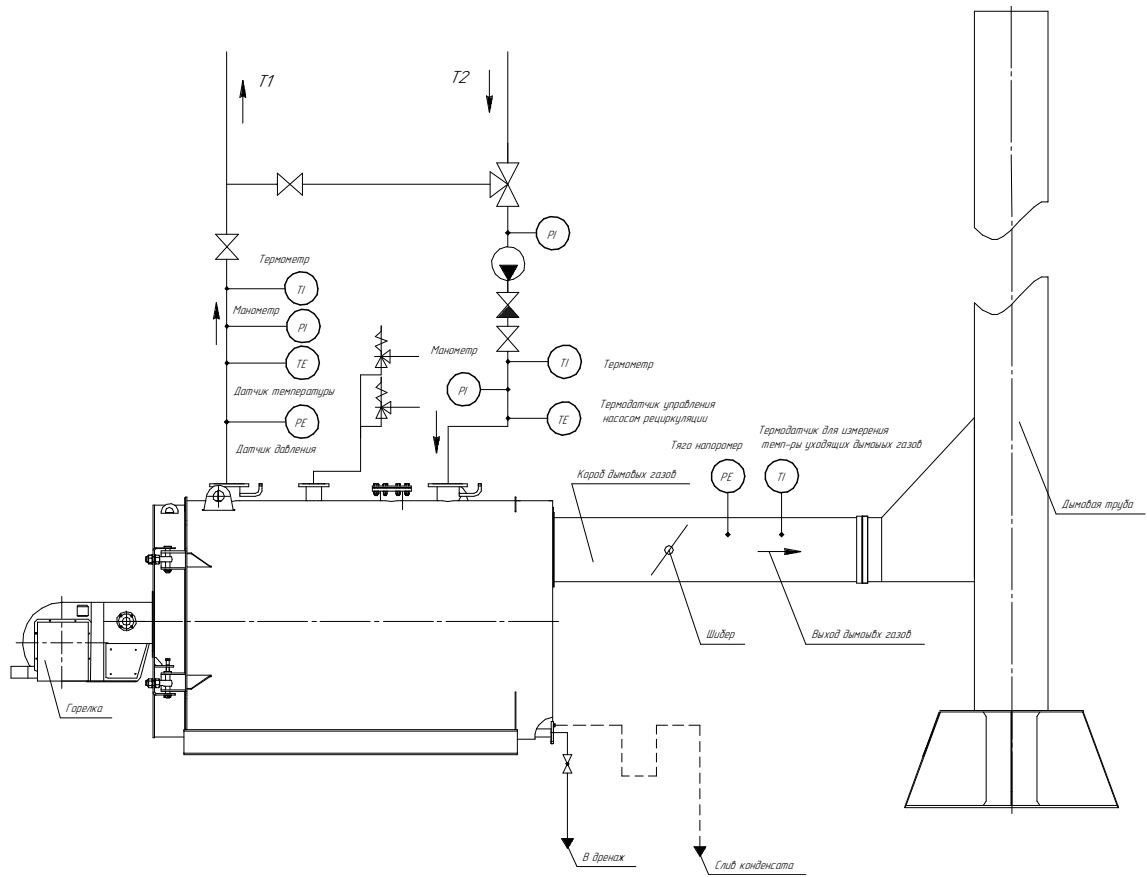 T1
T2
PI
Термометр
TI
Манометр
PI
TE
Датчик температуры
PE
Датчик давления
Манометр
TI
Термометр
PI
TE
Термодатчик управления
насосом рециркуляции
Тяго напоромер
PE
Термодатчик для измерения
темп-ры уходящих дымоыих газов
TI
Короб дымовых газов
Дымовая труба
Шибер
Выход дымоывх газов
Горелка
В дренаж
Слив конденсата